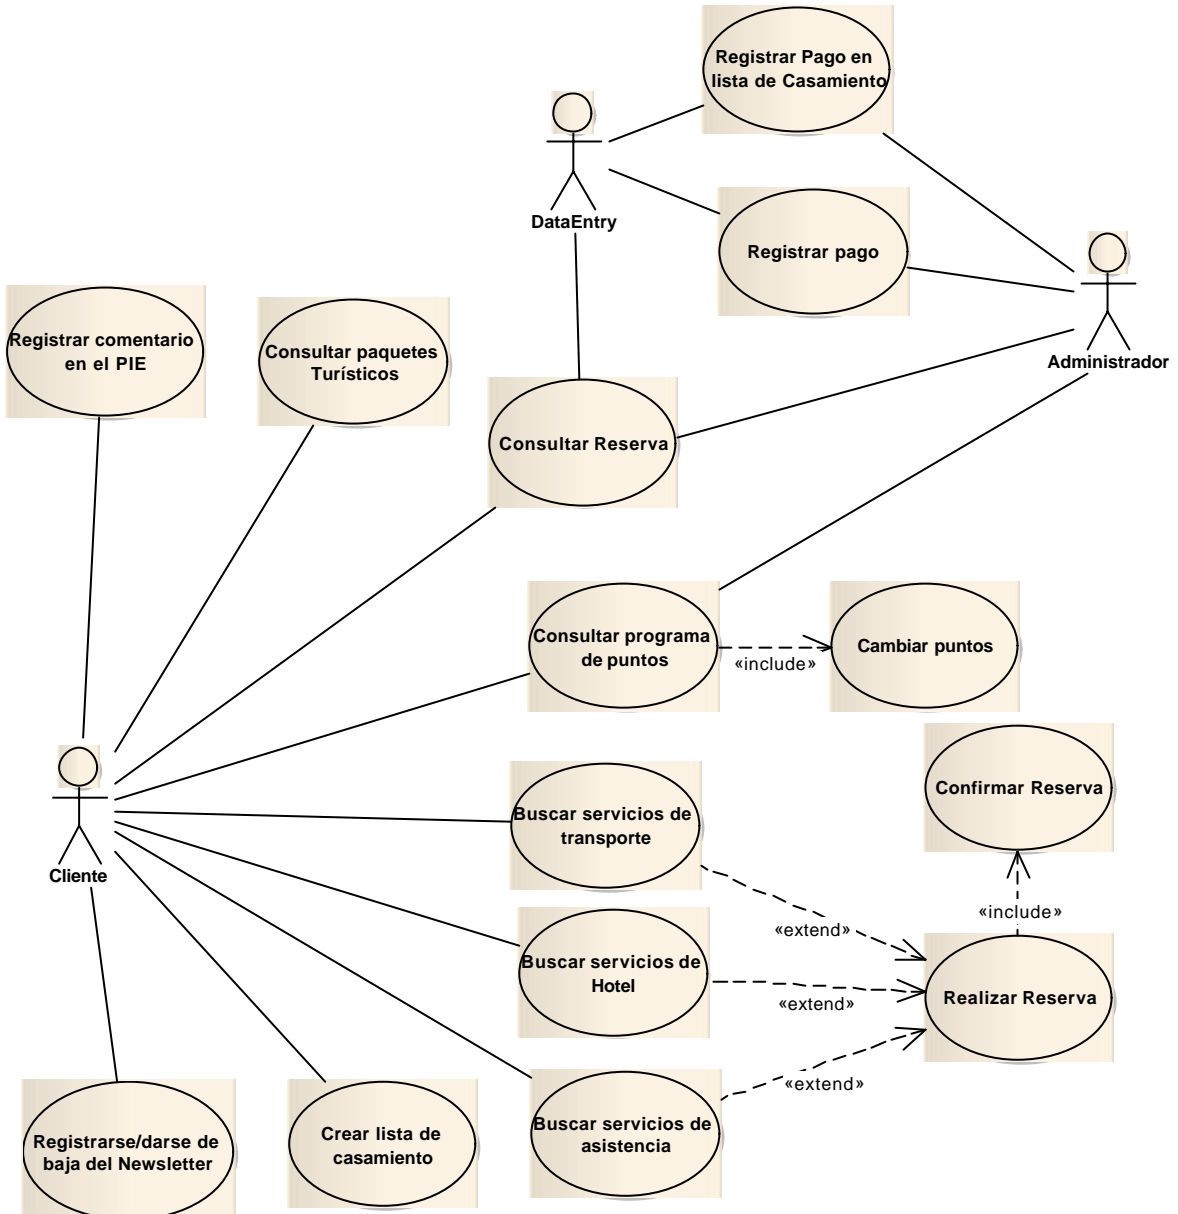 Registrar Pago en
lista de Casamiento
DataEntry
Registrar pago
Administrador
Registrar comentario
en el PIE
Consultar paquetes
Turísticos
Consultar Reserva
Consultar programa
de puntos
«include»
Cambiar puntos
Confirmar Reserva
Buscar servicios de
transporte
Cliente
«include»
«extend»
Buscar servicios de
Hotel
«extend»
Realizar Reserva
«extend»
Buscar servicios de
asistencia
Crear lista de
casamiento
Registrarse/darse de
baja del Newsletter